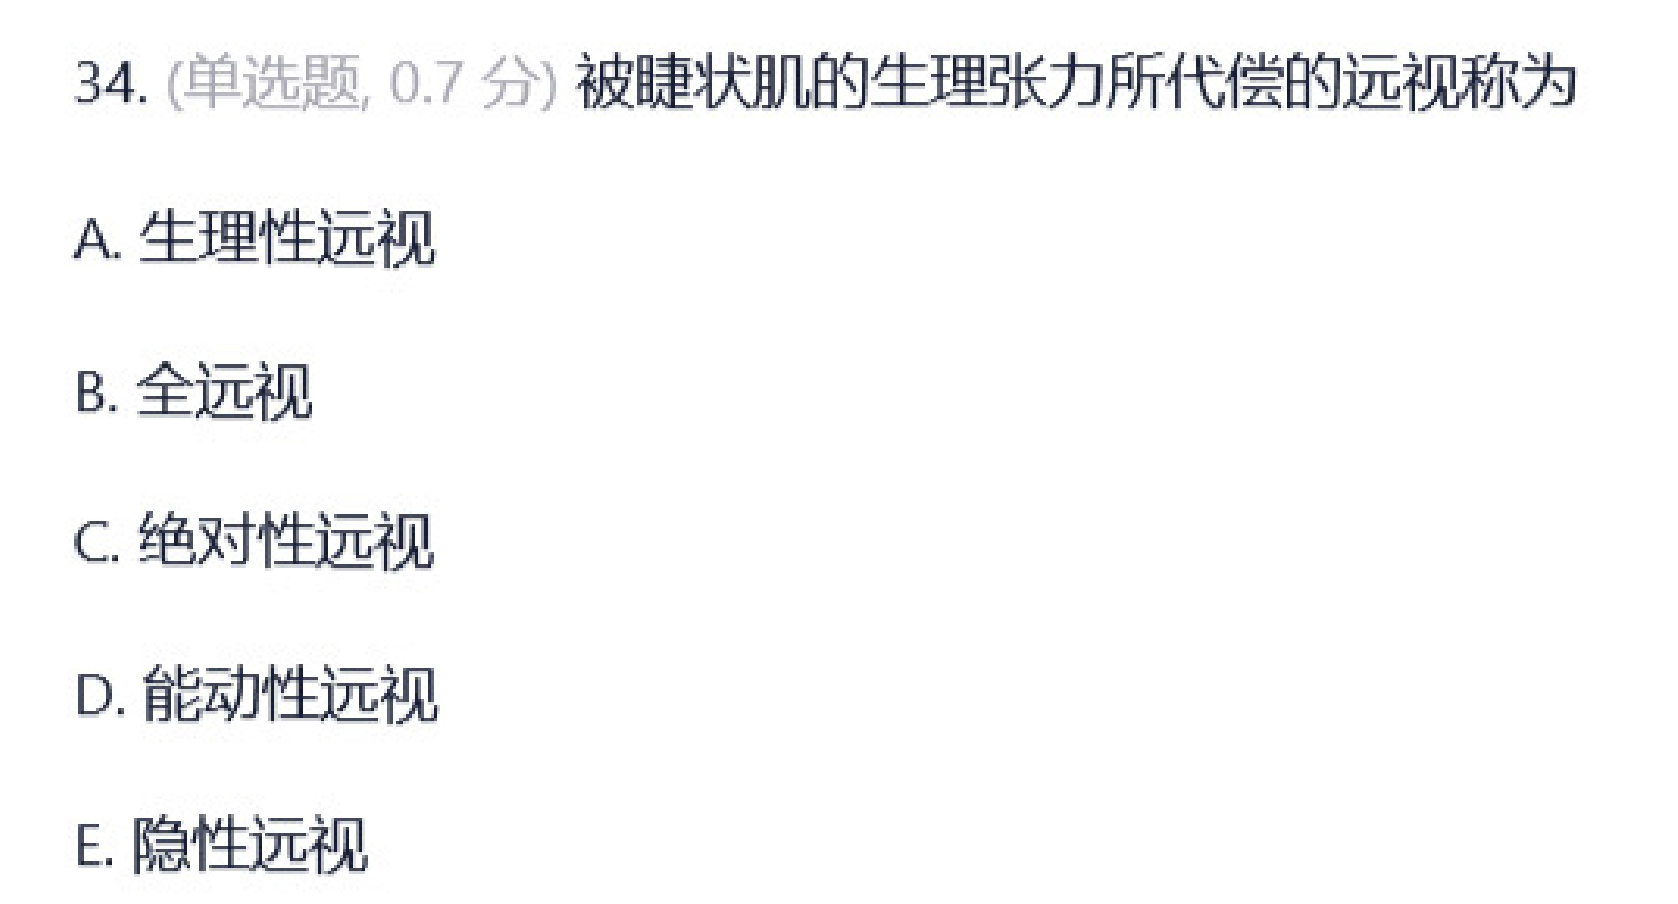 34. (单选题, 0.7 分) 被睫状肌的生理张力所代偿的远视称为
A. 生理性远视
B. 全远视
C. 绝对性远视
D. 能动性远视
E. 隐性远视